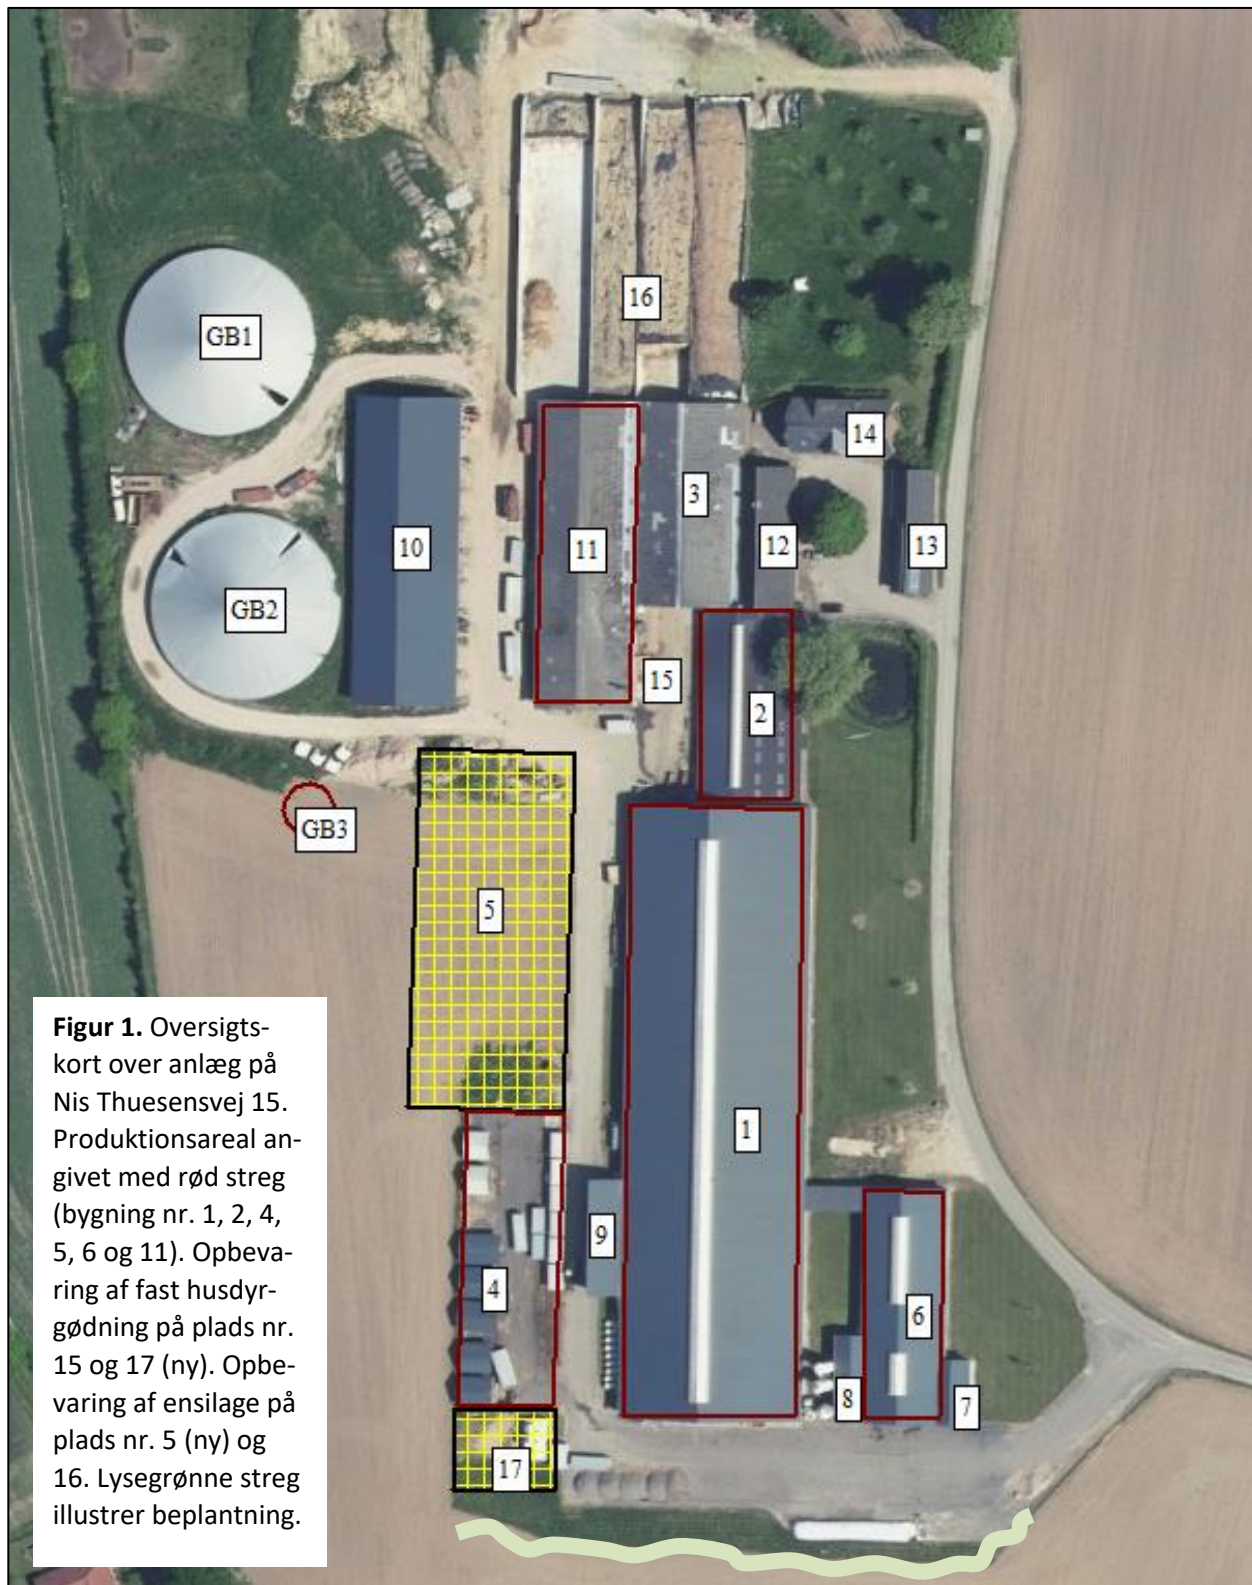 16
GB1
14
3
10
11
12
13
GB2
15
2
GB3
5
Figur 1. Oversigts-
kort over anlæg på
Nis Thuesensvej 15.
Produktionsareal an-
givet med rød streg
(bygning nr. 1, 2, 4,
5, 6 og 11). Opbeva-
ring af fast husdyr-
gødning på plads nr.
15 og 17 (ny). Opbe-
varing af ensilage på
plads nr. 5 (ny) og
16. Lysegrønne streg
illustrer beplantning.
1
9
4
6
8
7
17